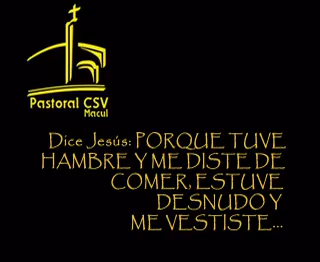 Pastoral CSV
Macul
Dice Jesús: PORQUE TUVE
HAMBRE Y ME DISTE DE
COMER, ESTUVE
DESNUDO Y
ME VESTISTE...